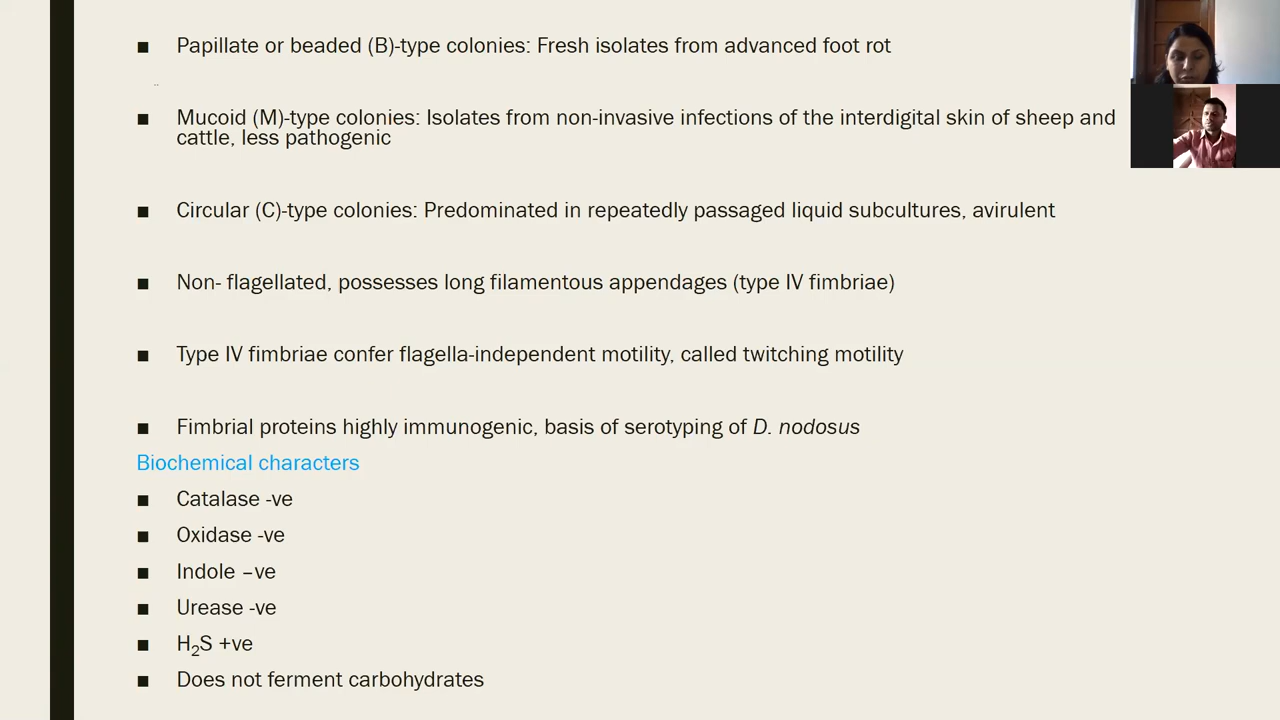 ■ Papillate or beaded (B)-type colonies: Fresh isolates from advanced foot rot
■ Mucoid (M)-type colonies: Isolates from non-invasive infections of the interdigital skin of sheep and
cattle, less pathogenic
■ Circular (C)-type colonies: Predominated in repeatedly passaged liquid subcultures, avirulent
■ Non- flagellated, possesses long filamentous appendages (type IV fimbriae)
■ Type IV fimbriae confer flagella-independent motility, called twitching motility
■ Fimbrial proteins highly immunogenic, basis of serotyping of D. nodosus
Biochemical characters
■ Catalase -ve
■ Oxidase -ve
■ Indole –ve
■ Urease -ve
■ H₂S +ve
■ Does not ferment carbohydrates